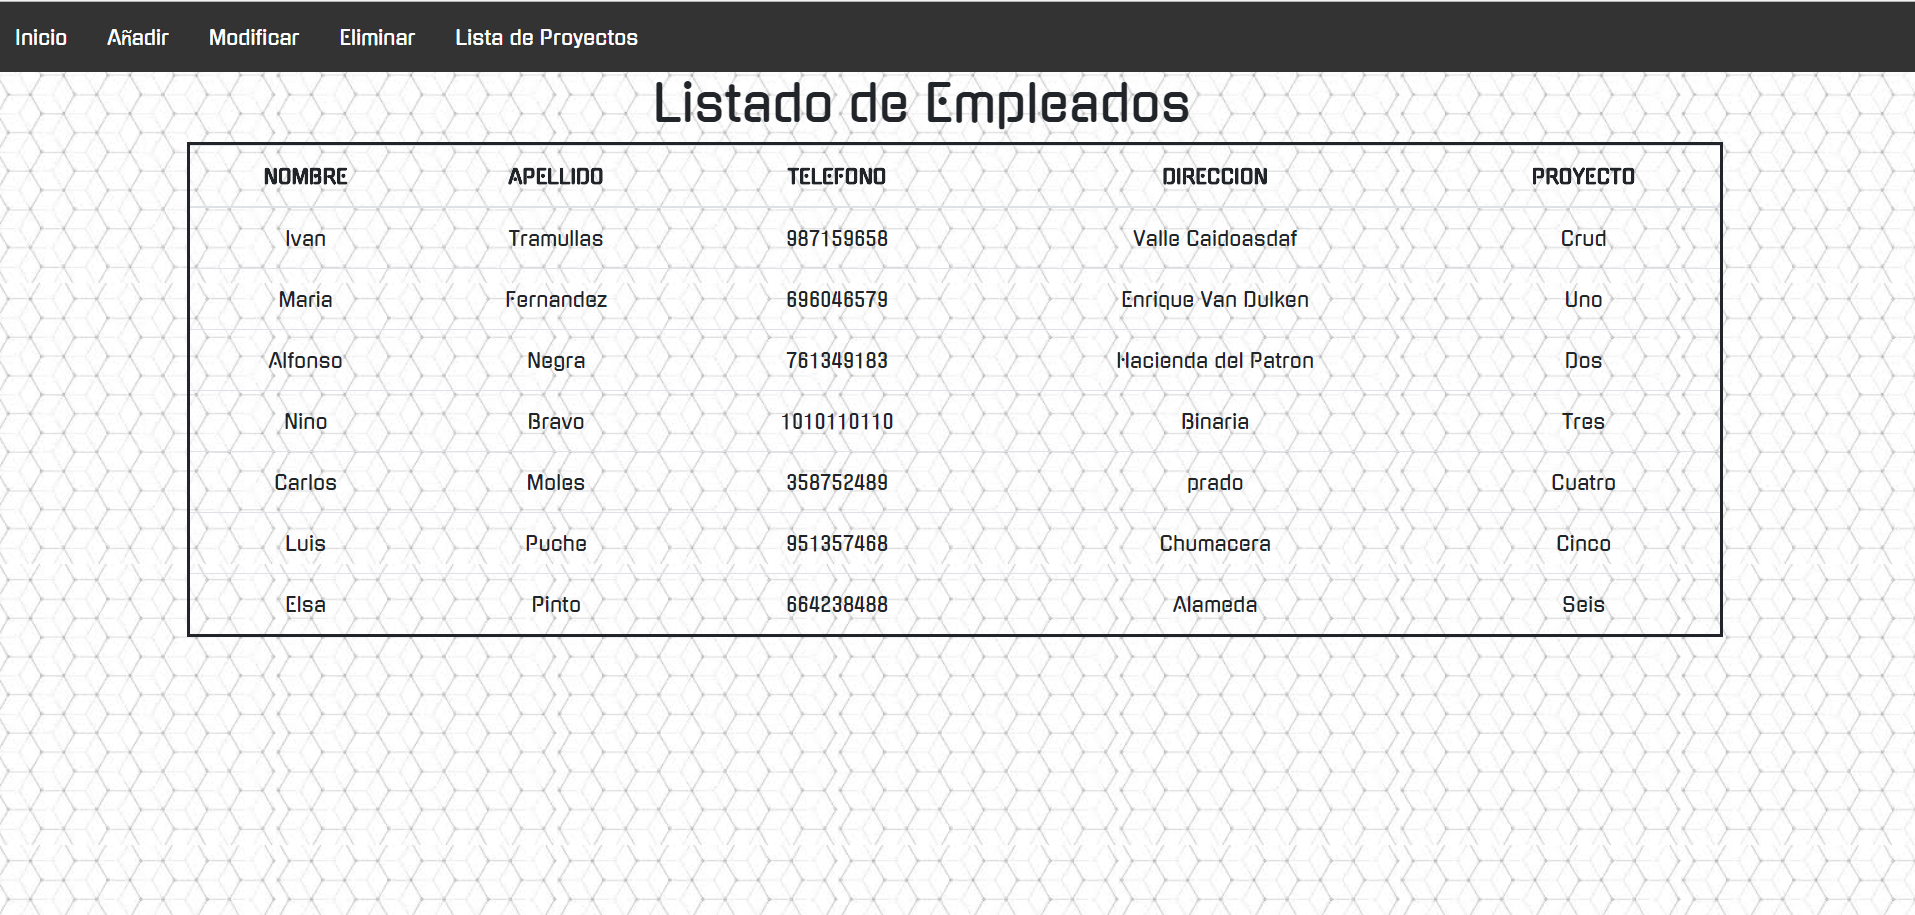 Inicio Añadir Modificar Eliminar Lista de Proyectos
Listado de Empleados
NOMBRE APELLIDO TELEFONO DIRECCION PROYECTO
Ivan Tramullas 987159658 Valle Caidoasdaf Crud
Maria Fernandez 696046579 Enrique Van Dulken Uno
Alfonso Negra 761349183 Hacienda del Patron Dos
Nino Bravo 1010110110 Binaria Tres
Carlos Moles 358752489 prado Cuatro
Luis Puche 951357468 Chumacera Cinco
Elsa Pinto 664238488 Alameda Seis